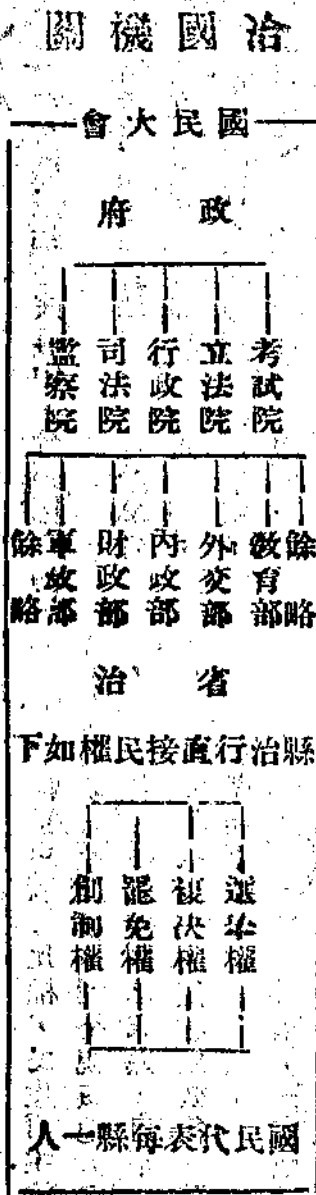 治國機關
國民大會
政府
考試院
立法院
行政院
司法院
監察院
餘略
教育部
外交部
內政部
財政部
軍政部
餘略
省治
縣治行直接民權如下
選舉權
複決權
罷免權
創制權
國民代表每縣一人